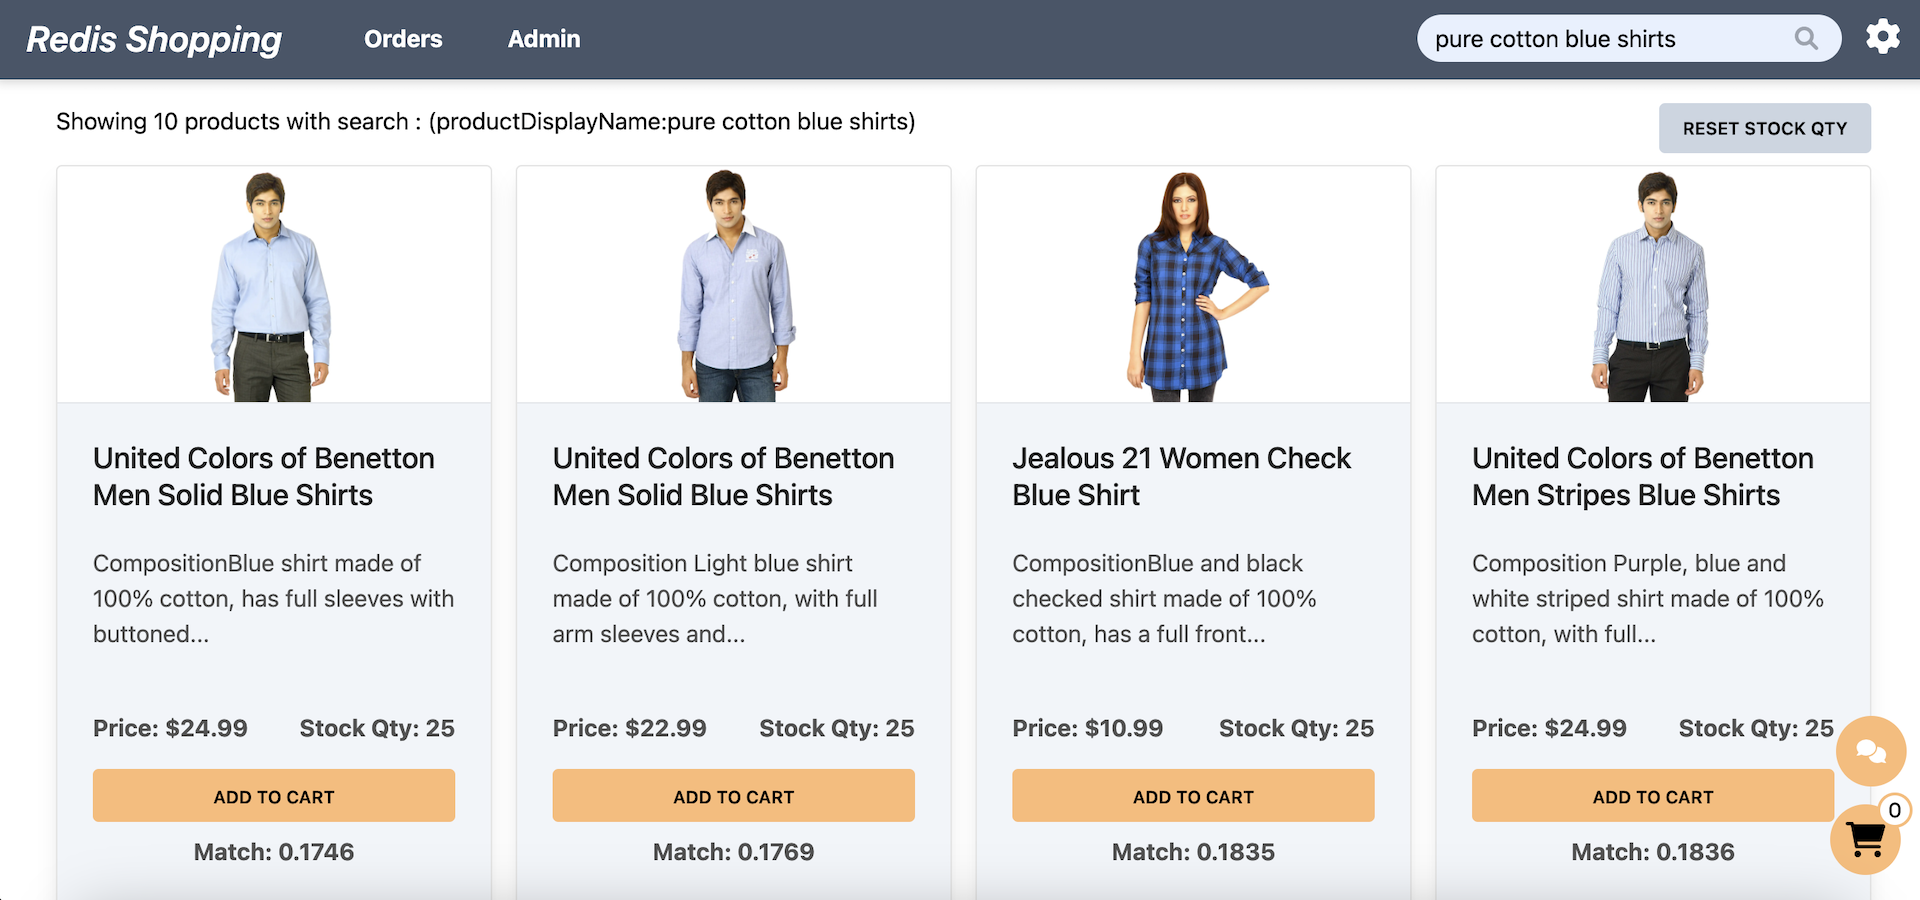 Redis Shopping
Orders
Admin
pure cotton blue shirts
Showing 10 products with search : (productDisplayName:pure cotton blue shirts)
RESET STOCK QTY
United Colors of Benetton
Men Solid Blue Shirts
CompositionBlue shirt made of
100% cotton, has full sleeves with
buttoned...
Price: $24.99
Stock Qty: 25
ADD TO CART
Match: 0.1746
United Colors of Benetton
Men Solid Blue Shirts
Composition Light blue shirt
made of 100% cotton, with full
arm sleeves and...
Price: $22.99
Stock Qty: 25
ADD TO CART
Match: 0.1769
Jealous 21 Women Check
Blue Shirt
CompositionBlue and black
checked shirt made of 100%
cotton, has a full front...
Price: $10.99
Stock Qty: 25
ADD TO CART
Match: 0.1835
United Colors of Benetton
Men Stripes Blue Shirts
Composition Purple, blue and
white striped shirt made of 100%
cotton, with full...
Price: $24.99
Stock Qty: 25
ADD TO CART
Match: 0.1836
0